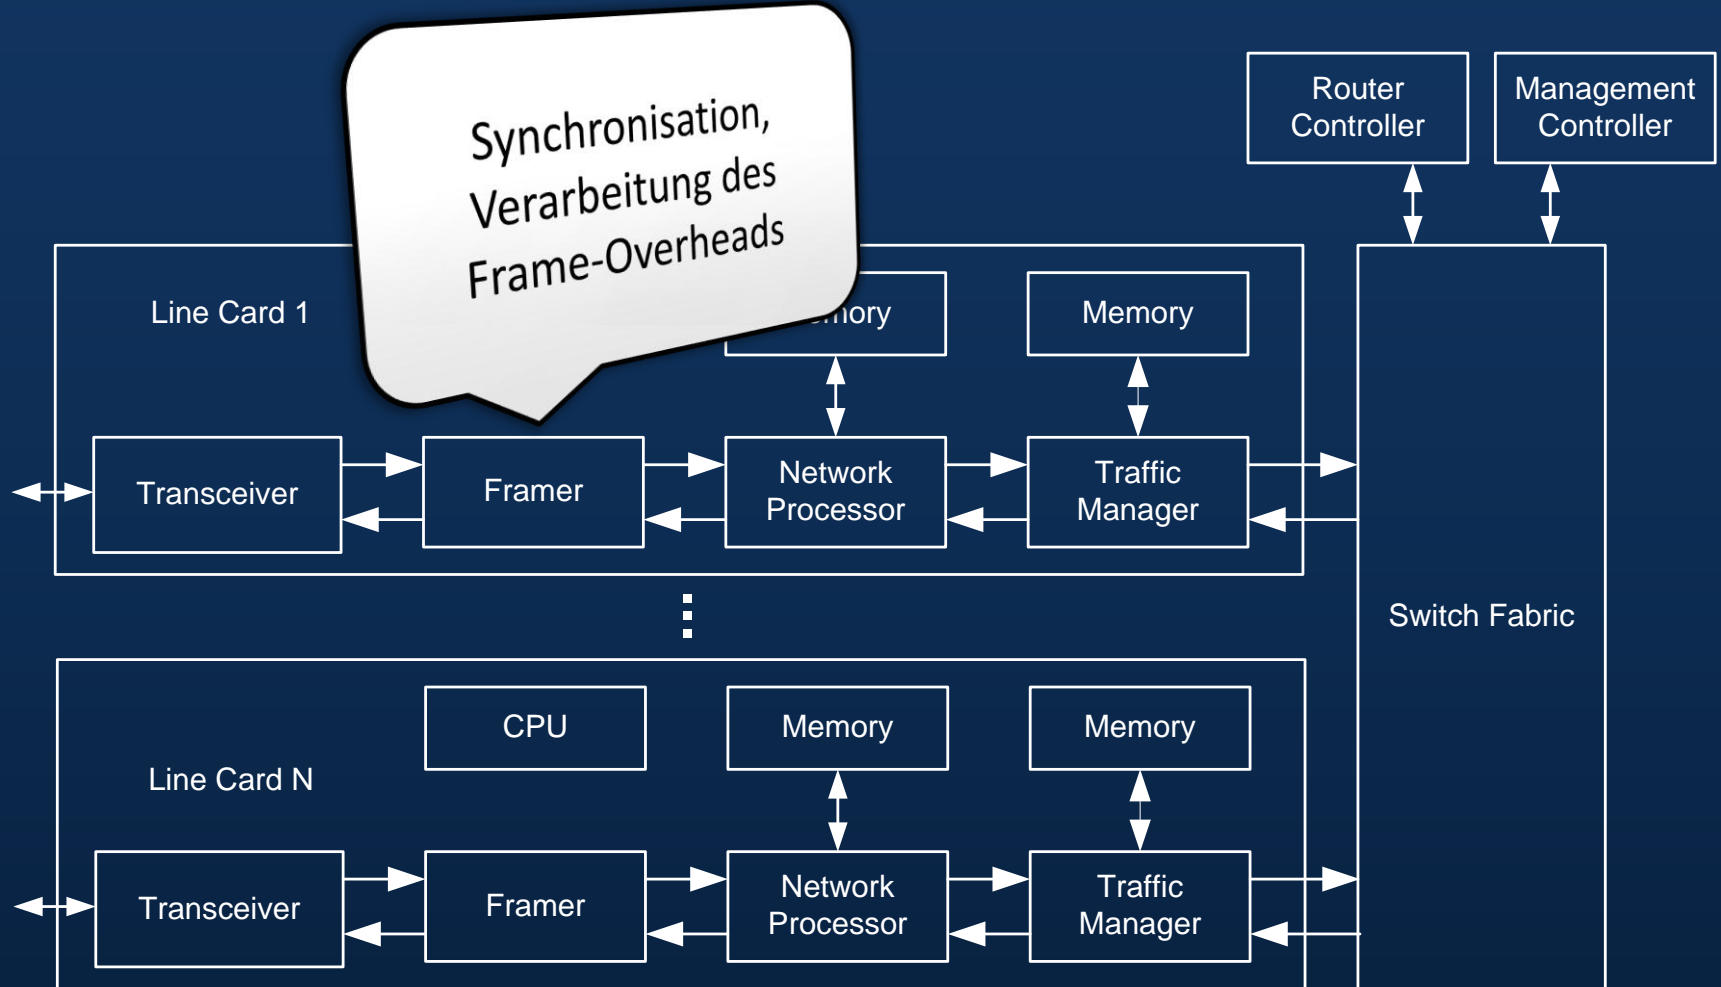 Synchronisation,
Verarbeitung des
Frame-Overheads
Router
Controller
Management
Controller
Line Card 1
Memory
Transceiver
Framer
Network
Processor
Traffic
Manager
Switch Fabric
CPU
Memory
Memory
Line Card N
Transceiver
Framer
Network
Processor
Traffic
Manager